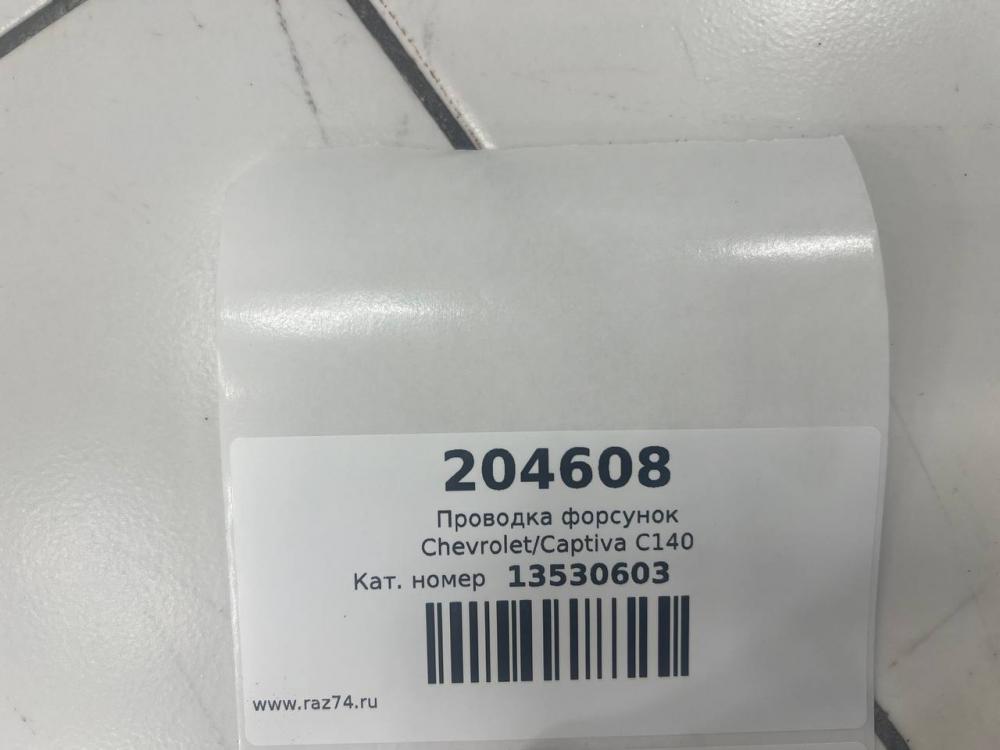 204608
Проводка форсунок
Chevrolet/Captiva C140
Кат. номер 13530603
www.raz74.ru